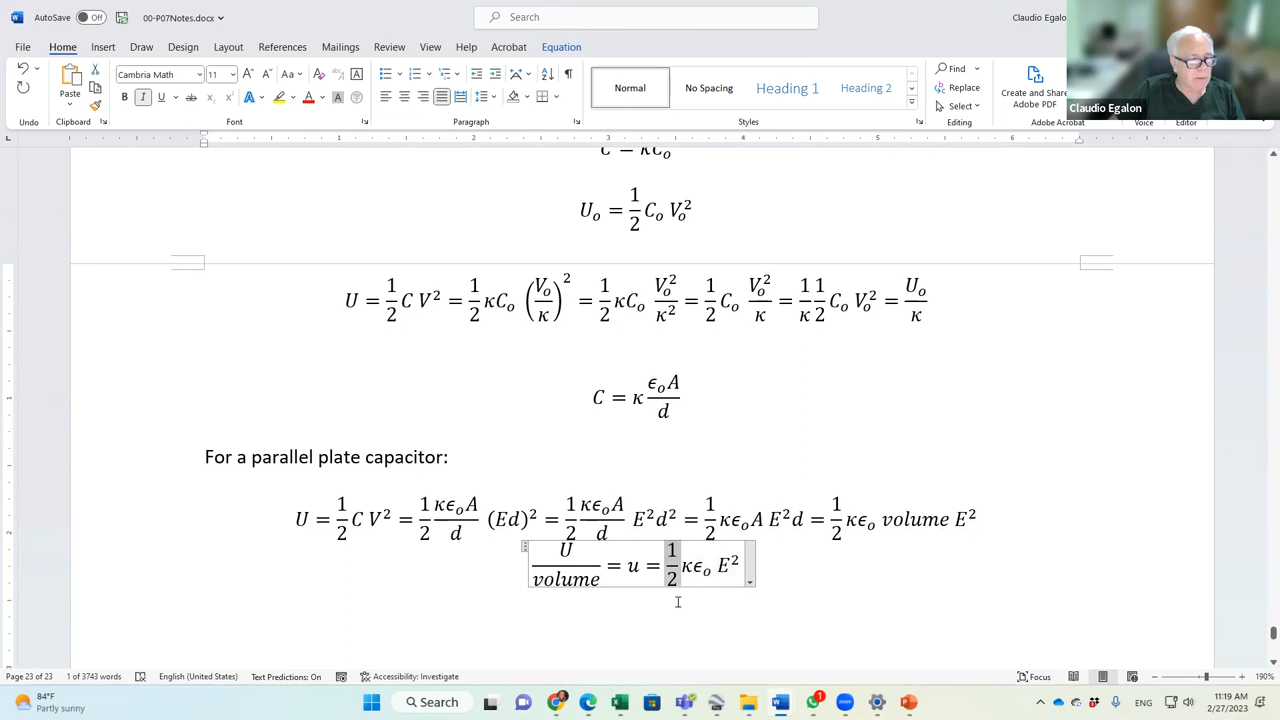 AutoSave Off 00-P07Notes.docx Search Claudio Egalon
File Home Insert Draw Design Layout References Mailings Review View Help Acrobat Equation
Paste Cambria Math 11 Normal No Spacing Heading 1 Heading 2 Find Replace Select Create and Share Adobe PDF
Claudio Egalon
Undo Clipboard Font Paragraph Styles Editing Adobe Acrobat Voice Editor
C = κC_o
U_o = 1/2 C_o V_o^2
U = 1/2 C V^2 = 1/2 κC_o (V_o/κ)^2 = 1/2 κC_o V_o^2/κ^2 = 1/2 C_o V_o^2/κ = 1/κ 1/2 C_o V_o^2 = U_o/κ
C = κ ϵ_o A/d
For a parallel plate capacitor:
U = 1/2 C V^2 = 1/2 κϵ_o A/d (Ed)^2 = 1/2 κϵ_o A/d E^2 d^2 = 1/2 κϵ_o A E^2 d = 1/2 κϵ_o volume E^2
U/volume = u = 1/2 κϵ_o E^2
Page 23 of 23 1 of 3743 words English (United States) Text Predictions: On Accessibility: Investigate Focus 190%
84°F
Partly sunny
Search
1
ENG
11:19 AM
2/27/2023